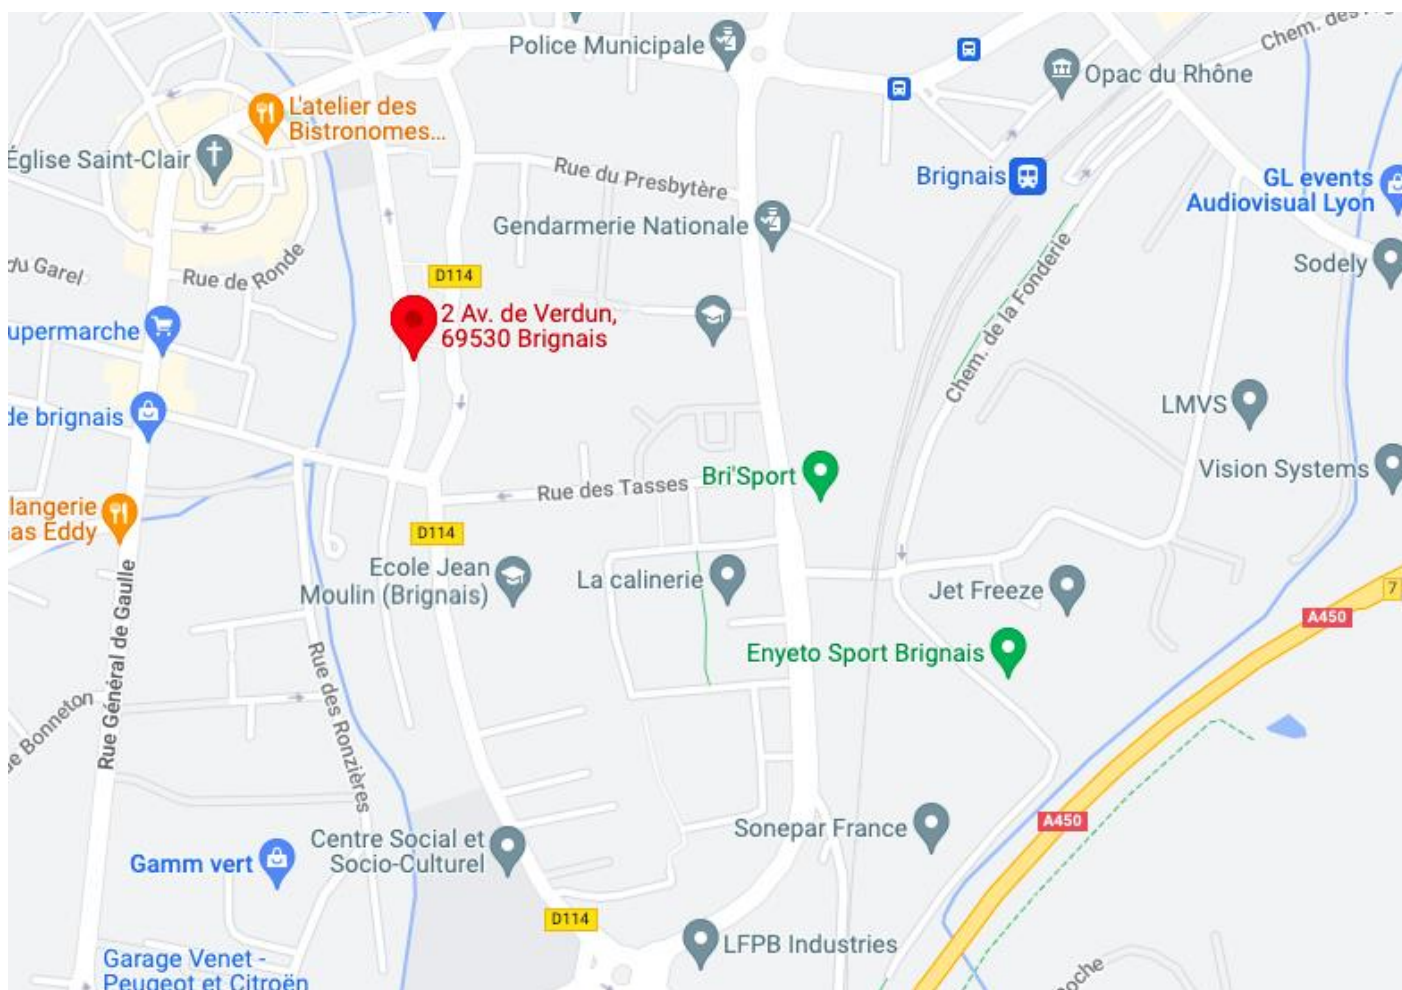 Minéral Création
Police Municipale
Chem. des
Opac du Rhône
L'atelier des
Bistronomes...
Église Saint-Clair
Rue du Presbytère
Brignais
GL events
Audiovisual Lyon
Gendarmerie Nationale
Sodely
du Garel
Rue de Ronde
D114
2 Av. de Verdun,
69530 Brignais
Chem. de la Fonderie
upermarche
de brignais
LMVS
Vision Systems
Bri'Sport
Rue des Tasses
langerie
as Eddy
D114
Ecole Jean
Moulin (Brignais)
La calinerie
Jet Freeze
7
A450
Rue Général de Gaulle
Enyeto Sport Brignais
Rue des Ronzières
e Bonneton
A450
Sonepar France
Centre Social et
Socio-Culturel
Gamm vert
D114
LFPB Industries
Garage Venet -
Peugeot et Citroën
oche